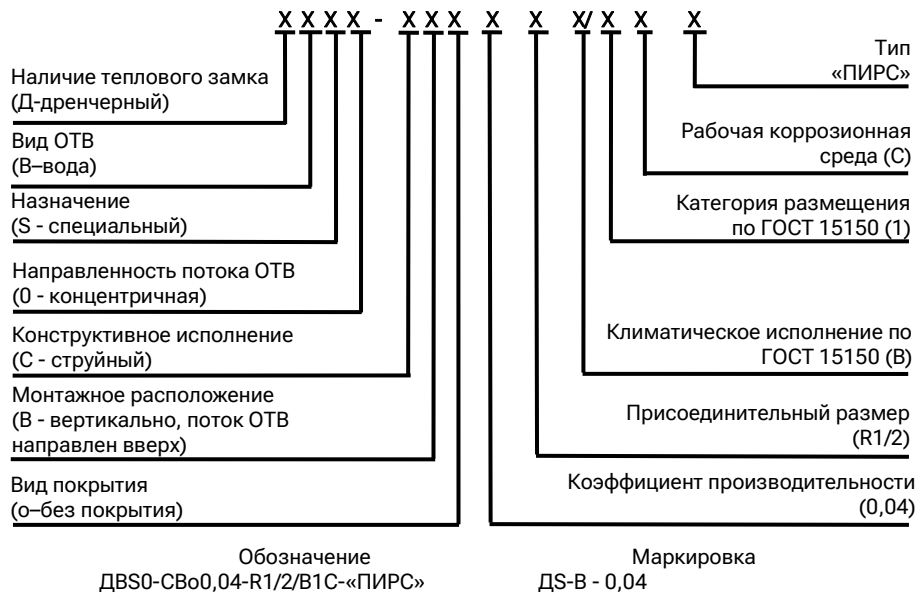 X X X X - X X X X X X/ X X X
Наличие теплового замка
(Д-дренчерный)
Вид ОТВ
(В–вода)
Назначение
(S - специальный)
Направленность потока ОТВ
(0 - концентричная)
Конструктивное исполнение
(С - струйный)
Монтажное расположение
(В - вертикально, поток ОТВ
направлен вверх)
Вид покрытия
(о–без покрытия)
Тип
«ПИРС»
Рабочая коррозионная
среда (С)
Категория размещения
по ГОСТ 15150 (1)
Климатическое исполнение по
ГОСТ 15150 (В)
Присоединительный размер
(R1/2)
Коэффициент производительности
(0,04)
Обозначение
ДВS0-СВо0,04-R1/2/В1С-«ПИРС»
Маркировка
ДS-В - 0,04